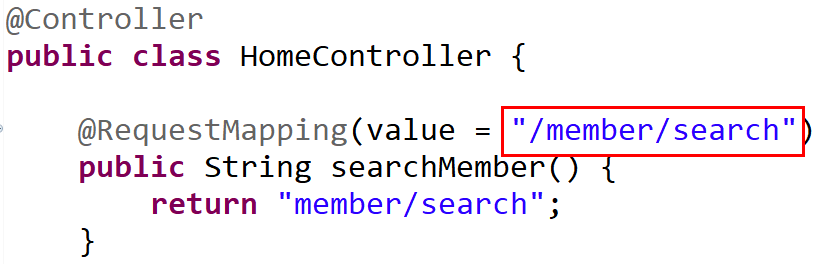 @Controller
public class HomeController {
@RequestMapping(value = "/member/search")
public String searchMember() {
return "member/search";
}